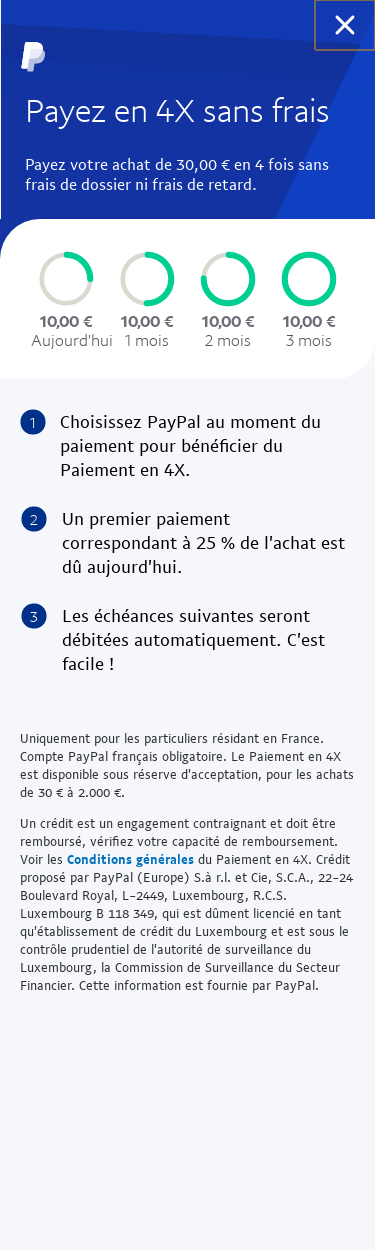 Payez en 4X sans frais
Payez votre achat de 30,00 € en 4 fois sans
frais de dossier ni frais de retard.
10,00 € 10,00 € 10,00 € 10,00 €
Aujourd'hui 1 mois 2 mois 3 mois
1 Choisissez PayPal au moment du
paiement pour bénéficier du
Paiement en 4X.
2 Un premier paiement
correspondant à 25 % de l'achat est
dû aujourd'hui.
3 Les échéances suivantes seront
débitées automatiquement. C'est
facile !
Uniquement pour les particuliers résidant en France.
Compte PayPal français obligatoire. Le Paiement en 4X
est disponible sous réserve d'acceptation, pour les achats
de 30 € à 2.000 €.
Un crédit est un engagement contraignant et doit être
remboursé, vérifiez votre capacité de remboursement.
Voir les Conditions générales du Paiement en 4X. Crédit
proposé par PayPal (Europe) S.à r.l. et Cie, S.C.A., 22–24
Boulevard Royal, L–2449, Luxembourg, R.C.S.
Luxembourg B 118 349, qui est dûment licencié en tant
qu'établissement de crédit du Luxembourg et est sous le
contrôle prudentiel de l'autorité de surveillance du
Luxembourg, la Commission de Surveillance du Secteur
Financier. Cette information est fournie par PayPal.